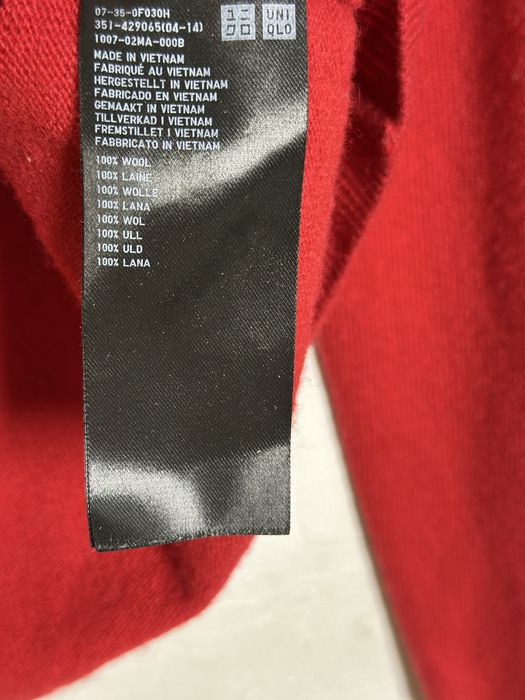 07-35-0F030H
351-429065(04-14)
1007-02MA-000B
ユニ
クロ
UNI
QLO
MADE IN VIETNAM
FABRIQUÉ AU VIETNAM
HERGESTELLT IN VIETNAM
FABRICADO EN VIETNAM
GEMAAKT IN VIETNAM
TILLVERKAD I VIETNAM
FREMSTILLET I VIETNAM
FABBRICATO IN VIETNAM
100% WOOL
100% LAINE
100% WOLLE
100% LANA
100% WOL
100% ULL
100% ULD
100% LANA